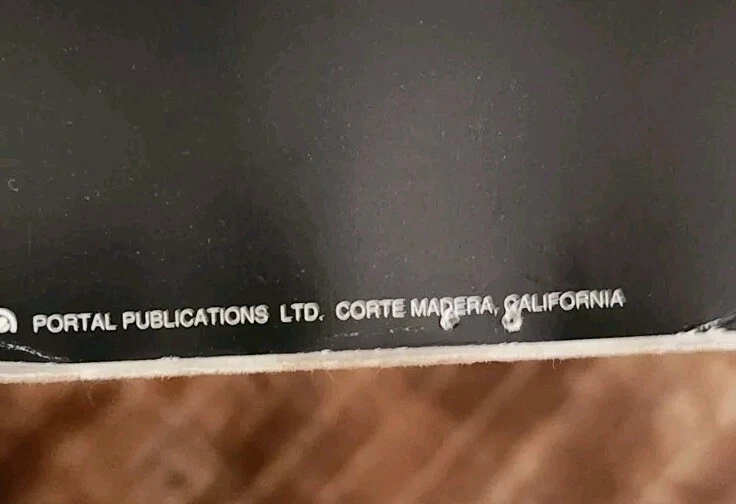 PORTAL PUBLICATIONS LTD. CORTE MADERA, CALIFORNIA